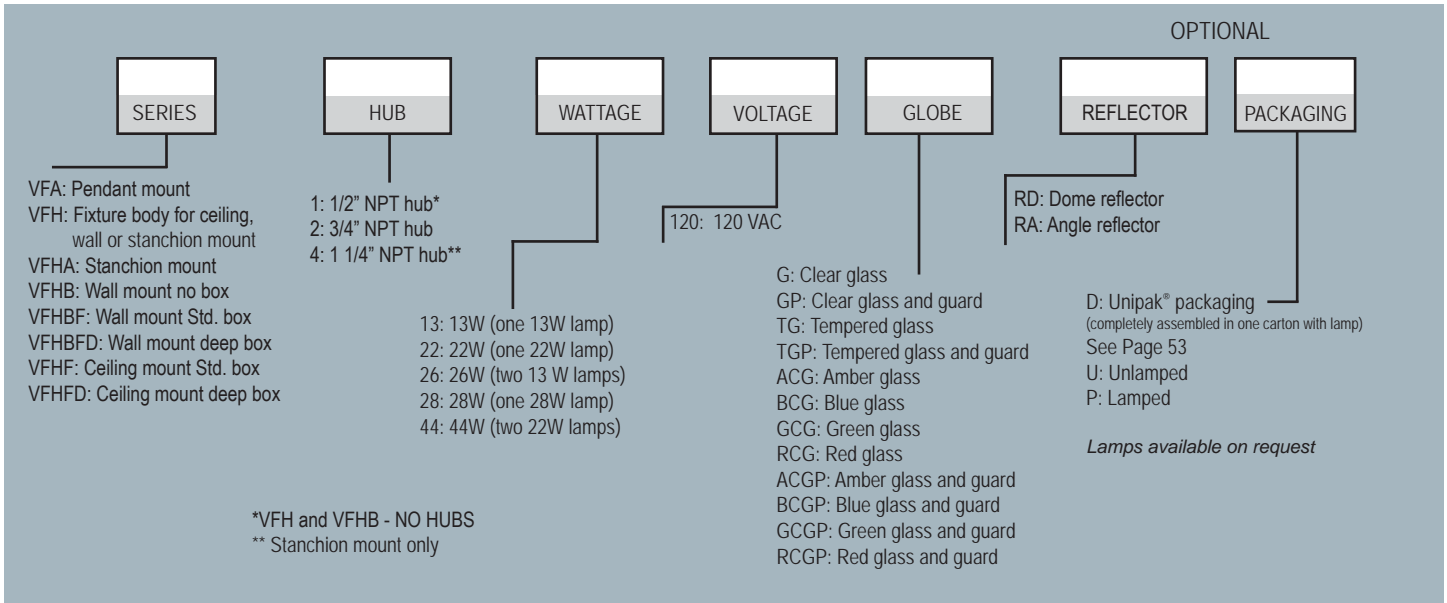 OPTIONAL
SERIES
HUB
WATTAGE
VOLTAGE
GLOBE
REFLECTOR
PACKAGING
VFA: Pendant mount
VFH: Fixture body for ceiling,
wall or stanchion mount
VFHA: Stanchion mount
VFHB: Wall mount no box
VFHBF: Wall mount Std. box
VFHBFD: Wall mount deep box
VFHF: Ceiling mount Std. box
VFHFD: Ceiling mount deep box
1: 1/2” NPT hub*
2: 3/4” NPT hub
4: 1 1/4” NPT hub**
13: 13W (one 13W lamp)
22: 22W (one 22W lamp)
26: 26W (two 13 W lamps)
28: 28W (one 28W lamp)
44: 44W (two 22W lamps)
120: 120 VAC
G: Clear glass
GP: Clear glass and guard
TG: Tempered glass
TGP: Tempered glass and guard
ACG: Amber glass
BCG: Blue glass
GCG: Green glass
RCG: Red glass
ACGP: Amber glass and guard
BCGP: Blue glass and guard
GCGP: Green glass and guard
RCGP: Red glass and guard
RD: Dome reflector
RA: Angle reflector
D: Unipak® packaging
(completely assembled in one carton with lamp)
See Page 53
U: Unlamped
P: Lamped
Lamps available on request
*VFH and VFHB - NO HUBS
** Stanchion mount only